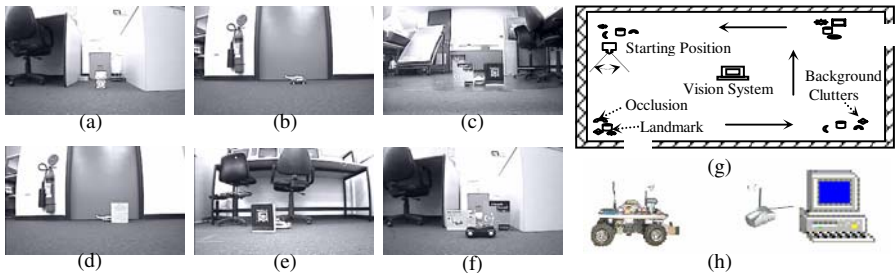 (a)
(b)
(c)
(d)
(e)
(f)
Starting Position
Vision System
Background
Clutters
Occlusion
Landmark
(g)
(h)